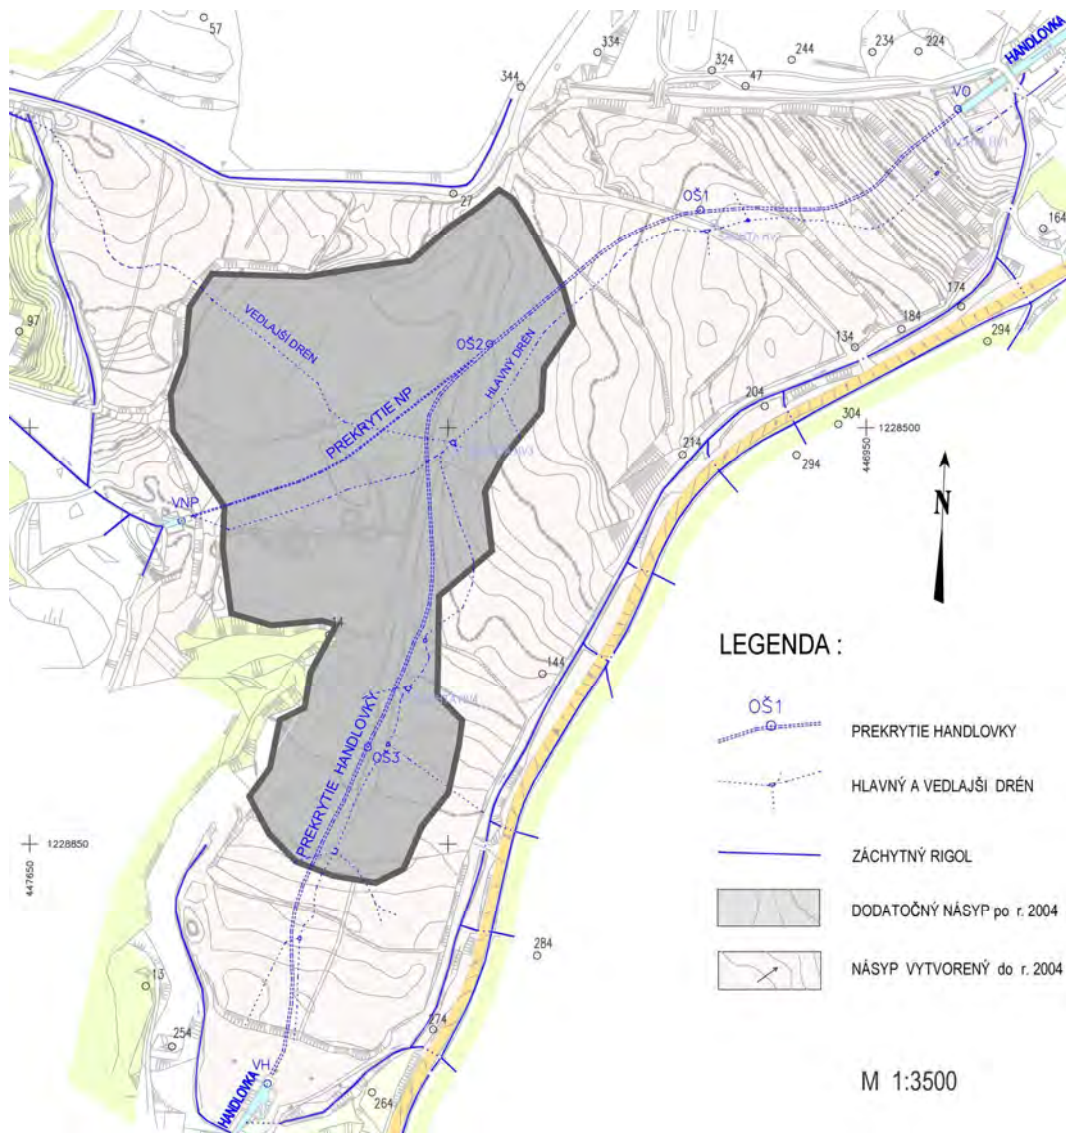 57
334
344
324
47
244
234
224
HANDLOVKA
VO
27
OŠ1
164
97
VEDLAJŠÍ DRÉN
OŠ2
HLAVNÝ DRÉN
134
184
174
294
PREKRYTIE NP
204
304
1228500
446950
214
294
VNP
N
14
144
LEGENDA :
OŠ1
PREKRYTIE HANDLOVKY
PREKRYTIE HANDLOVKY
OŠ3
HLAVNÝ A VEDLAJŠI DRÉN
1228850
447650
ZÁCHYTNÝ RIGOL
DODATOČNÝ NÁSYP po r. 2004
NÁSYP VYTVORENÝ do r. 2004
284
13
254
274
VH
HANDLOVKA
264
M 1:3500